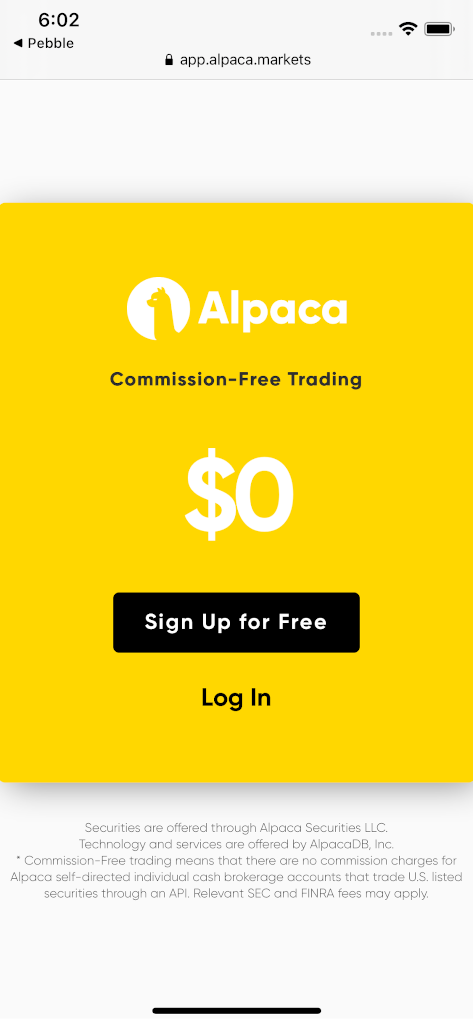 6:02
◀ Pebble
app.alpaca.markets
Alpaca
Commission-Free Trading
$0
Sign Up for Free
Log In
Securities are offered through Alpaca Securities LLC.
Technology and services are offered by AlpacaDB, Inc.
* Commission-Free trading means that there are no commission charges for
Alpaca self-directed individual cash brokerage accounts that trade U.S. listed
securities through an API. Relevant SEC and FINRA fees may apply.